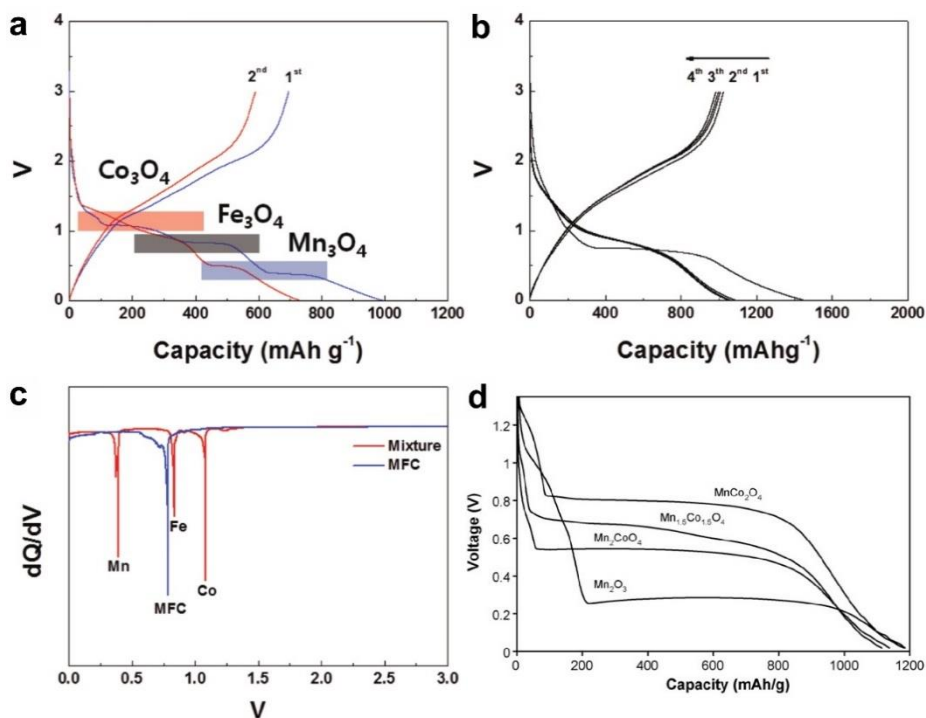 a
4
3
2
1
0
V
2nd 1st
Co3O4
Fe3O4
Mn3O4
0 200 400 600 800 1000 1200
Capacity (mAh g-1)
b
4
3
2
1
0
V
4th 3th 2nd 1st
0 400 800 1200 1600 2000
Capacity (mAhg-1)
c
dQ/dV
Mixture
MFC
Mn
Fe
MFC
Co
0.0 0.5 1.0 1.5 2.0 2.5 3.0
V
d
1.2
1
0.8
0.6
0.4
0.2
0
Voltage (V)
MnCo2O4
Mn1.5Co1.5O4
Mn2CoO4
Mn2O3
0 200 400 600 800 1000 1200
Capacity (mAh/g)